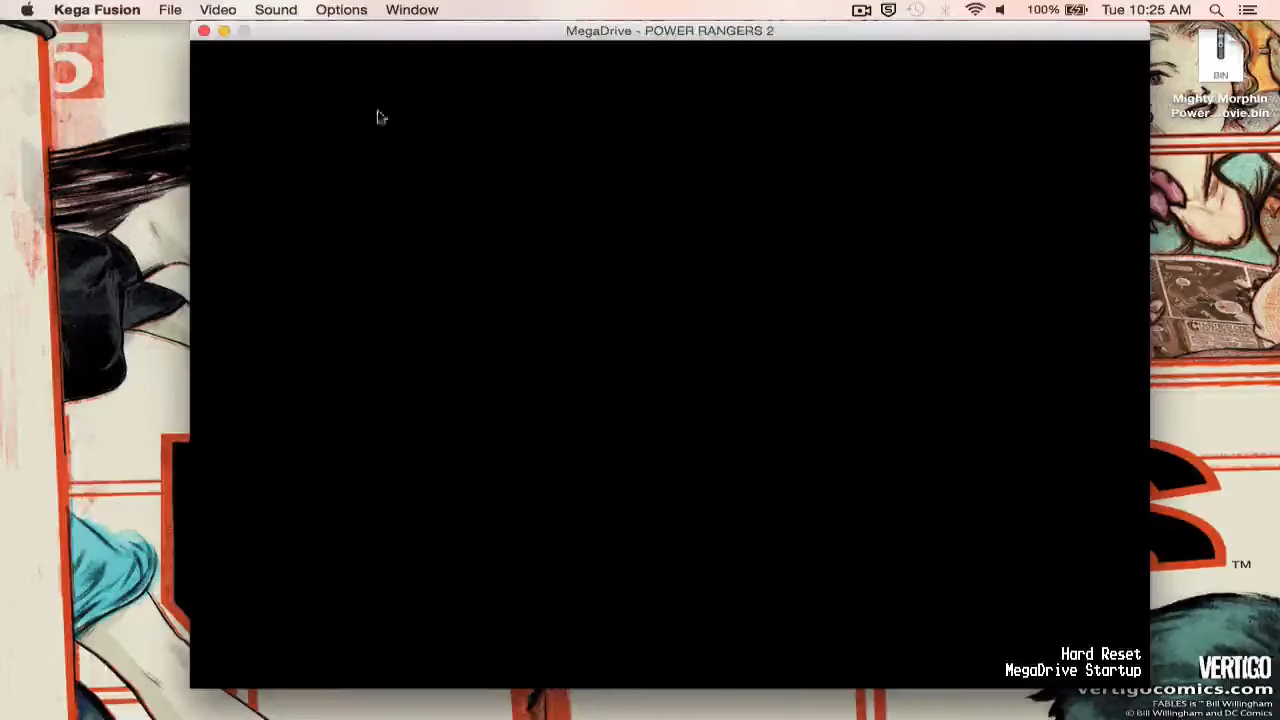 Kega Fusion File Video Sound Options Window
5
100%
Tue 10:25 AM
MegaDrive - POWER RANGERS 2
5
BIN
Mighty Morphin
Power...ovie.bin
TM
Hard Reset
MegaDrive Startup
VERTIGO
vertigocomics.com
FABLES is ™ Bill Willingham
© Bill Willingham and DC Comics